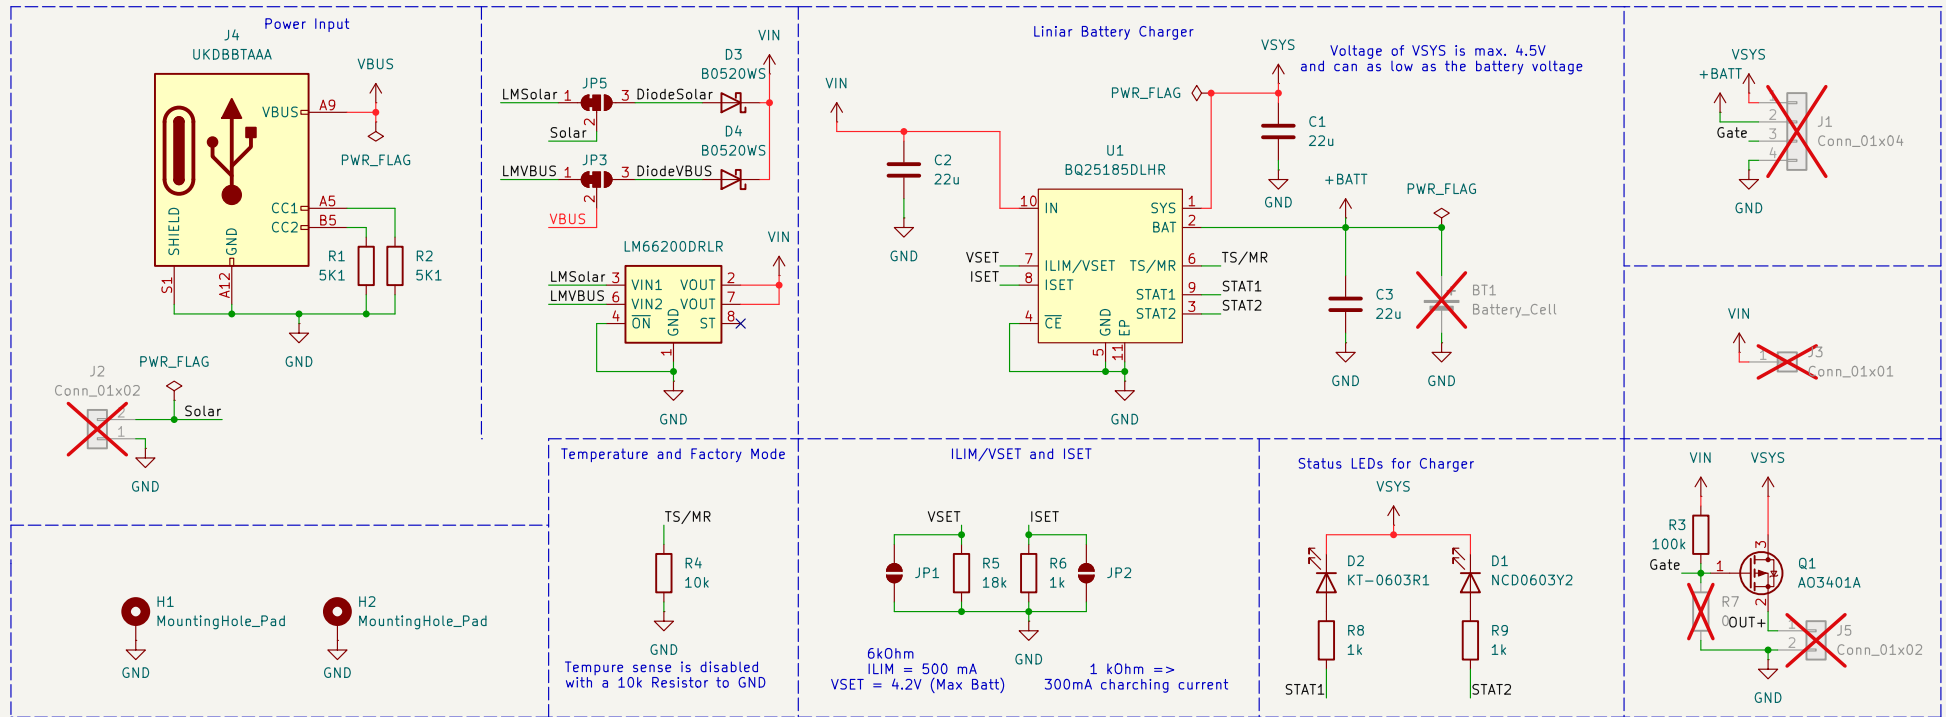 Power Input
J4
UKDBBTAAA
VBUS
VBUS
A9
PWR_FLAG
CC1
A5
CC2
B5
SHIELD
GND
S1
A12
R1
5K1
R2
5K1
GND
PWR_FLAG
J2
Conn_01x02
2
1
Solar
GND
H1
MountingHole_Pad
GND
H2
MountingHole_Pad
GND
VIN
D3
B0520WS
LMSolar
1
JP5
3
DiodeSolar
2
Solar
D4
B0520WS
LMVBUS
1
JP3
3
DiodeVBUS
2
VBUS
LM66200DRLR
VIN
LMSolar
3
VIN1
VOUT
2
LMVBUS
6
VIN2
VOUT
7
4
ON
GND
ST
8
1
GND
Liniar Battery Charger
VIN
C2
22u
GND
U1
BQ25185DLHR
10
IN
SYS
1
BAT
2
VSET
7
ILIM/VSET
TS/MR
6
TS/MR
ISET
8
ISET
STAT1
9
STAT1
STAT2
3
STAT2
4
CE
GND
EP
5
11
GND
PWR_FLAG
VSYS
Voltage of VSYS is max. 4.5V
and can as low as the battery voltage
C1
22u
GND
+BATT
PWR_FLAG
C3
22u
GND
BT1
Battery_Cell
GND
VSYS
+BATT
Gate
1
2
3
4
J1
Conn_01x04
GND
VIN
1
J3
Conn_01x01
Temperature and Factory Mode
TS/MR
R4
10k
GND
Tempure sense is disabled
with a 10k Resistor to GND
ILIM/VSET and ISET
VSET
ISET
JP1
R5
18k
R6
1k
JP2
GND
6kOhm
ILIM = 500 mA
VSET = 4.2V (Max Batt)
1 kOhm =>
300mA charching current
Status LEDs for Charger
VSYS
D2
KT-0603R1
D1
NCD0603Y2
R8
1k
R9
1k
STAT1
STAT2
VIN
VSYS
R3
100k
Gate
1
3
2
Q1
AO3401A
R7
0
OUT+
1
2
J5
Conn_01x02
GND